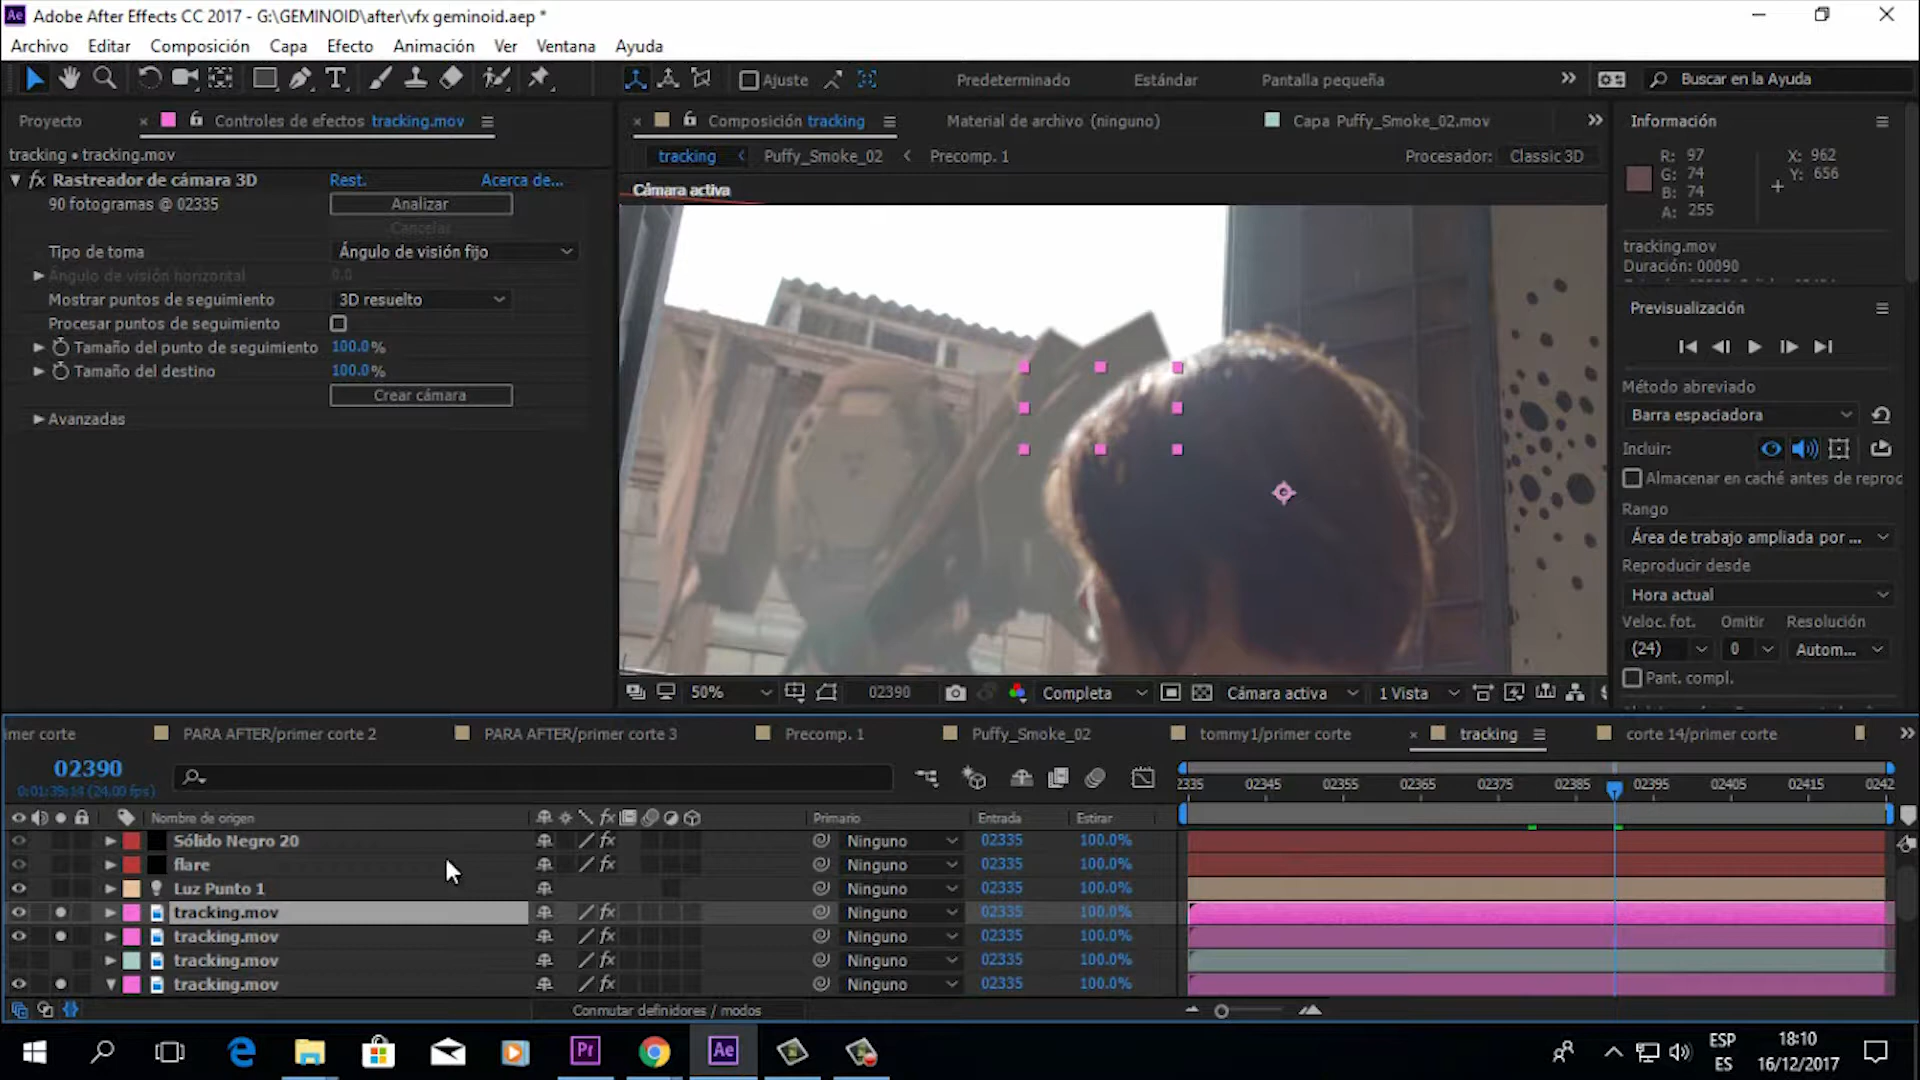 Adobe After Effects CC 2017 - G:\GEMINOID\after\vfx geminoid.aep *
Archivo Editar Composición Capa Efecto Animación Ver Ventana Ayuda
Ajuste Predeterminado Estándar Pantalla pequeña Buscar en la Ayuda
Proyecto Controles de efectos tracking.mov Composición tracking Material de archivo (ninguno) Capa Puffy_Smoke_02.mov Información
tracking • tracking.mov tracking Puffy_Smoke_02 Precomp. 1 Procesador: Classic 3D
R: 97 X: 962
G: 74 Y: 656
B: 74
A: 255
fx Rastreador de cámara 3D Rest. Acerca de...
Cámara activa
90 fotogramas @ 02335 Analizar
Cancelar
Tipo de toma Ángulo de visión fijo
Ángulo de visión horizontal 0.0
Mostrar puntos de seguimiento 3D resuelto
Procesar puntos de seguimiento
Tamaño del punto de seguimiento 100.0%
Tamaño del destino 100.0%
Crear cámara
Avanzadas
tracking.mov
Duración: 00090
Previsualización
Método abreviado
Barra espaciadora
Incluir:
Almacenar en caché antes de reproc
Rango
Área de trabajo ampliada por ...
Reproducir desde
Hora actual
Veloc. fot. Omitir Resolución
(24) 0 Autom...
Pant. compl.
50% 02390 Completa Cámara activa 1 Vista
imer corte PARA AFTER/primer corte 2 PARA AFTER/primer corte 3 Precomp. 1 Puffy_Smoke_02 tommy1/primer corte tracking corte 14/primer corte
02390
0:01:39:14 (24.00 fps)
2335 02345 02355 02365 02375 02385 02395 02405 02415 0242
Nombre de origen fx Primario Entrada Estirar
Sólido Negro 20 fx Ninguno 02335 100.0%
flare fx Ninguno 02335 100.0%
Luz Punto 1 Ninguno 02335 100.0%
tracking.mov fx Ninguno 02335 100.0%
tracking.mov fx Ninguno 02335 100.0%
tracking.mov fx Ninguno 02335 100.0%
tracking.mov fx Ninguno 02335 100.0%
Conmutar definidores / modos
Pr Ae
ESP
ES
18:10
16/12/2017